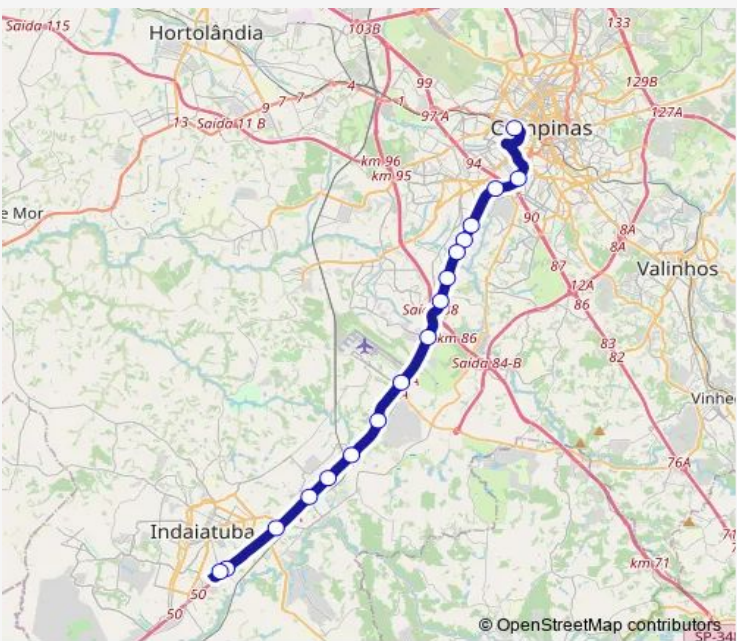 Saída 115
Hortolândia
103B
133
99
129B
4
9
7
7
1
97 A
127A
13
Saída 11 B
Campinas
km 96
km 95
94
e Mor
90
8A
8A
87
Valinhos
12A
86
km 86
83
82
Saída 84-B
Vinhe
76A
Indaiatuba
71
km 71
50
50
© OpenStreetMap contributors
SP-34